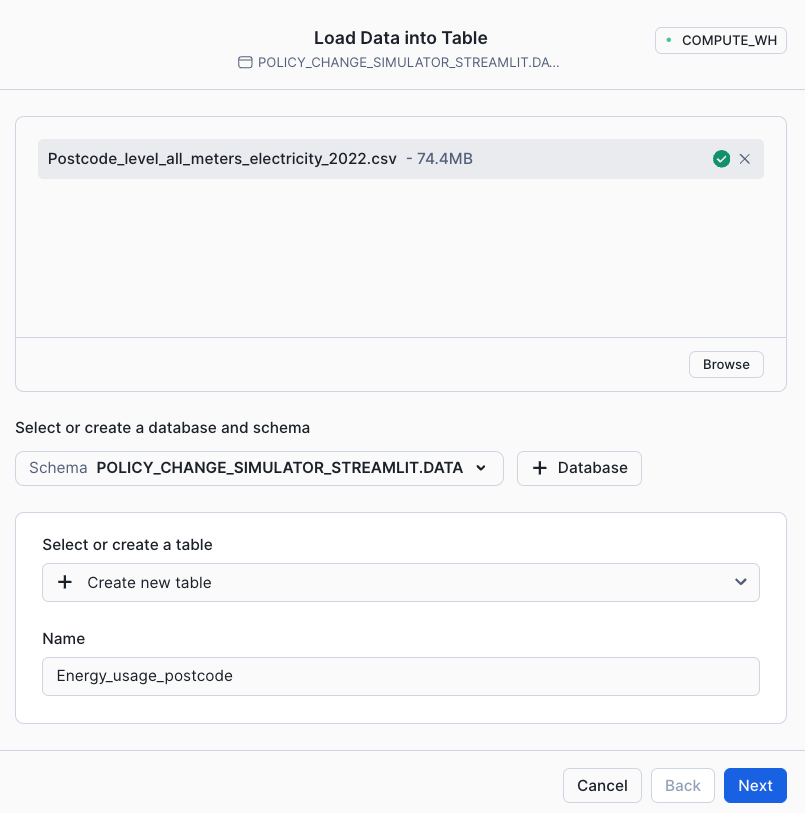 Load Data into Table
COMPUTE_WH
POLICY_CHANGE_SIMULATOR_STREAMLIT.DA...
Postcode_level_all_meters_electricity_2022.csv - 74.4MB
Browse
Select or create a database and schema
Schema POLICY_CHANGE_SIMULATOR_STREAMLIT.DATA
+ Database
Select or create a table
+ Create new table
Name
Energy_usage_postcode
Cancel Back Next